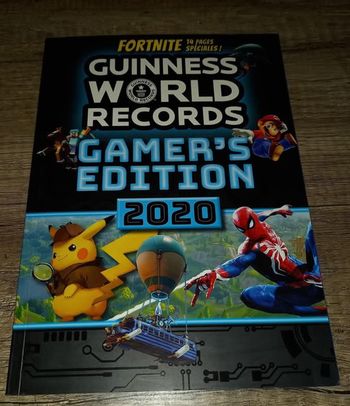 FORTNITE 14 PAGES SPÉCIALES !
GUINNESS
WORLD
RECORDS
GAMER'S
EDITION
2020